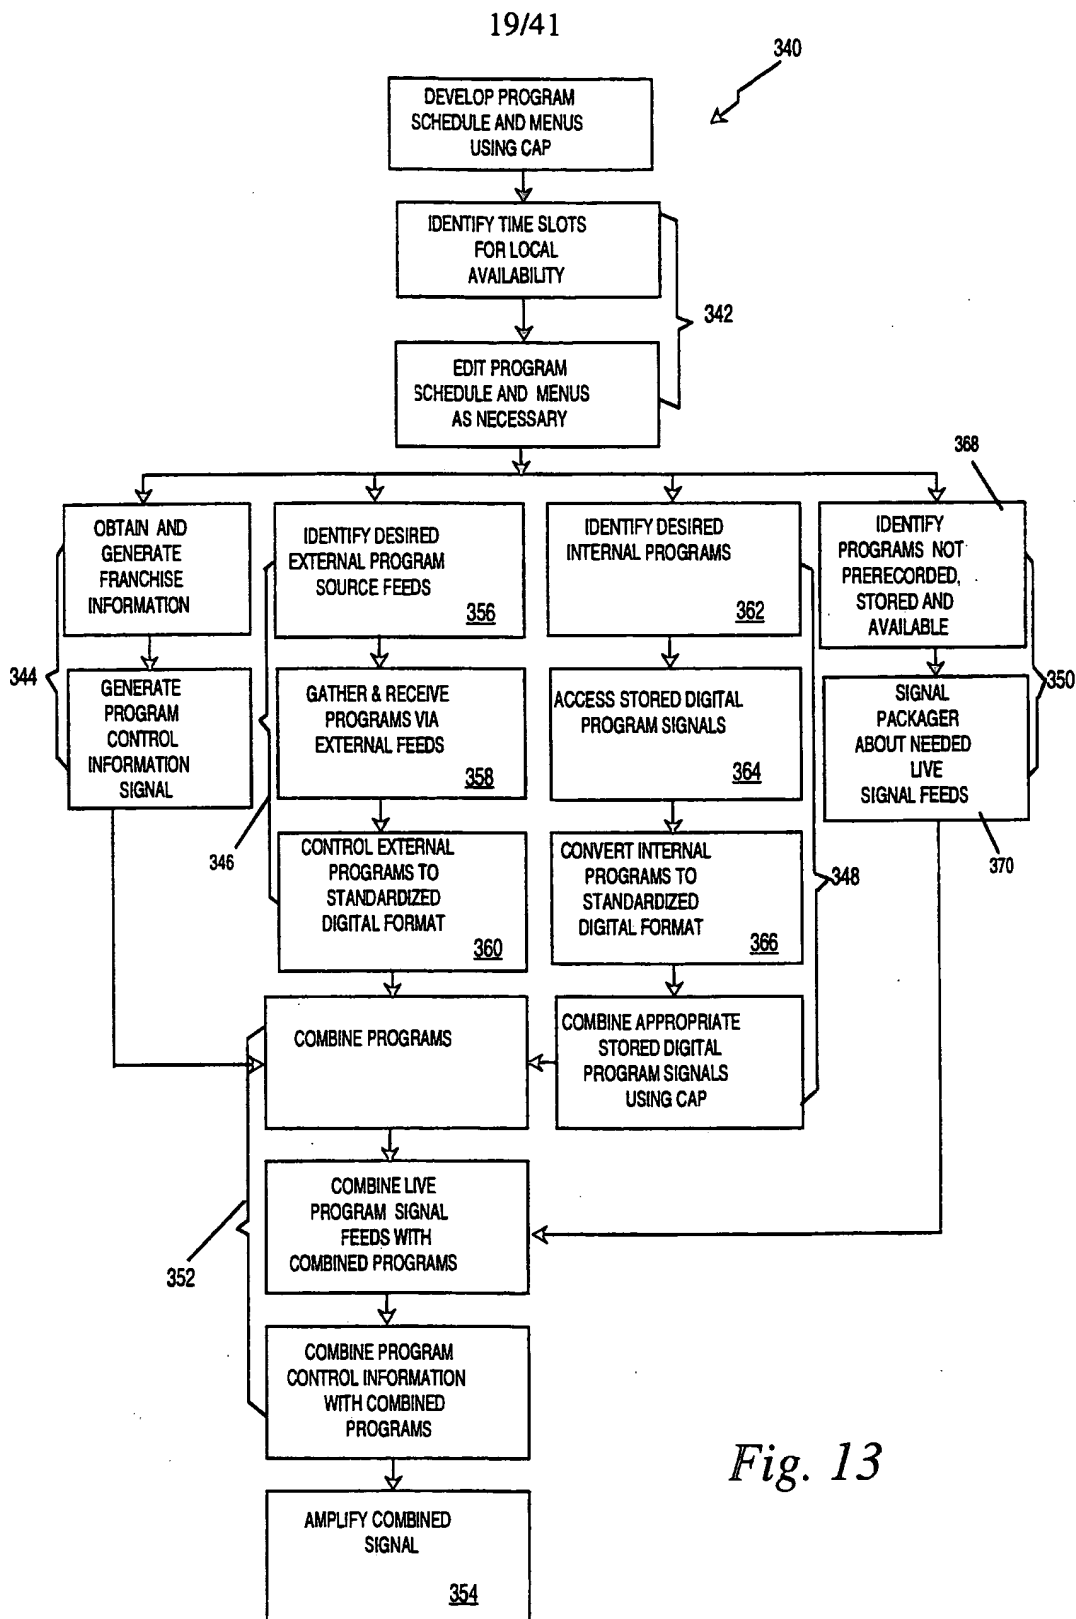 19/41
340
DEVELOP PROGRAM
SCHEDULE AND MENUS
USING CAP
IDENTIFY TIME SLOTS
FOR LOCAL
AVAILABILITY
342
EDIT PROGRAM
SCHEDULE AND MENUS
AS NECESSARY
368
OBTAIN AND
GENERATE
FRANCHISE
INFORMATION
IDENTIFY DESIRED
EXTERNAL PROGRAM
SOURCE FEEDS
356
IDENTIFY DESIRED
INTERNAL PROGRAMS
362
IDENTIFY
PROGRAMS NOT
PRERECORDED,
STORED AND
AVAILABLE
344
GENERATE
PROGRAM
CONTROL
INFORMATION
SIGNAL
GATHER & RECEIVE
PROGRAMS VIA
EXTERNAL FEEDS
358
ACCESS STORED DIGITAL
PROGRAM SIGNALS
364
SIGNAL
PACKAGER
ABOUT NEEDED
LIVE
SIGNAL FEEDS
350
346
CONTROL EXTERNAL
PROGRAMS TO
STANDARDIZED
DIGITAL FORMAT
360
CONVERT INTERNAL
PROGRAMS TO
STANDARDIZED
DIGITAL FORMAT
366
348
370
COMBINE PROGRAMS
COMBINE APPROPRIATE
STORED DIGITAL
PROGRAM SIGNALS
USING CAP
COMBINE LIVE
PROGRAM SIGNAL
FEEDS WITH
COMBINED PROGRAMS
352
COMBINE PROGRAM
CONTROL INFORMATION
WITH COMBINED
PROGRAMS
AMPLIFY COMBINED
SIGNAL
354
Fig. 13